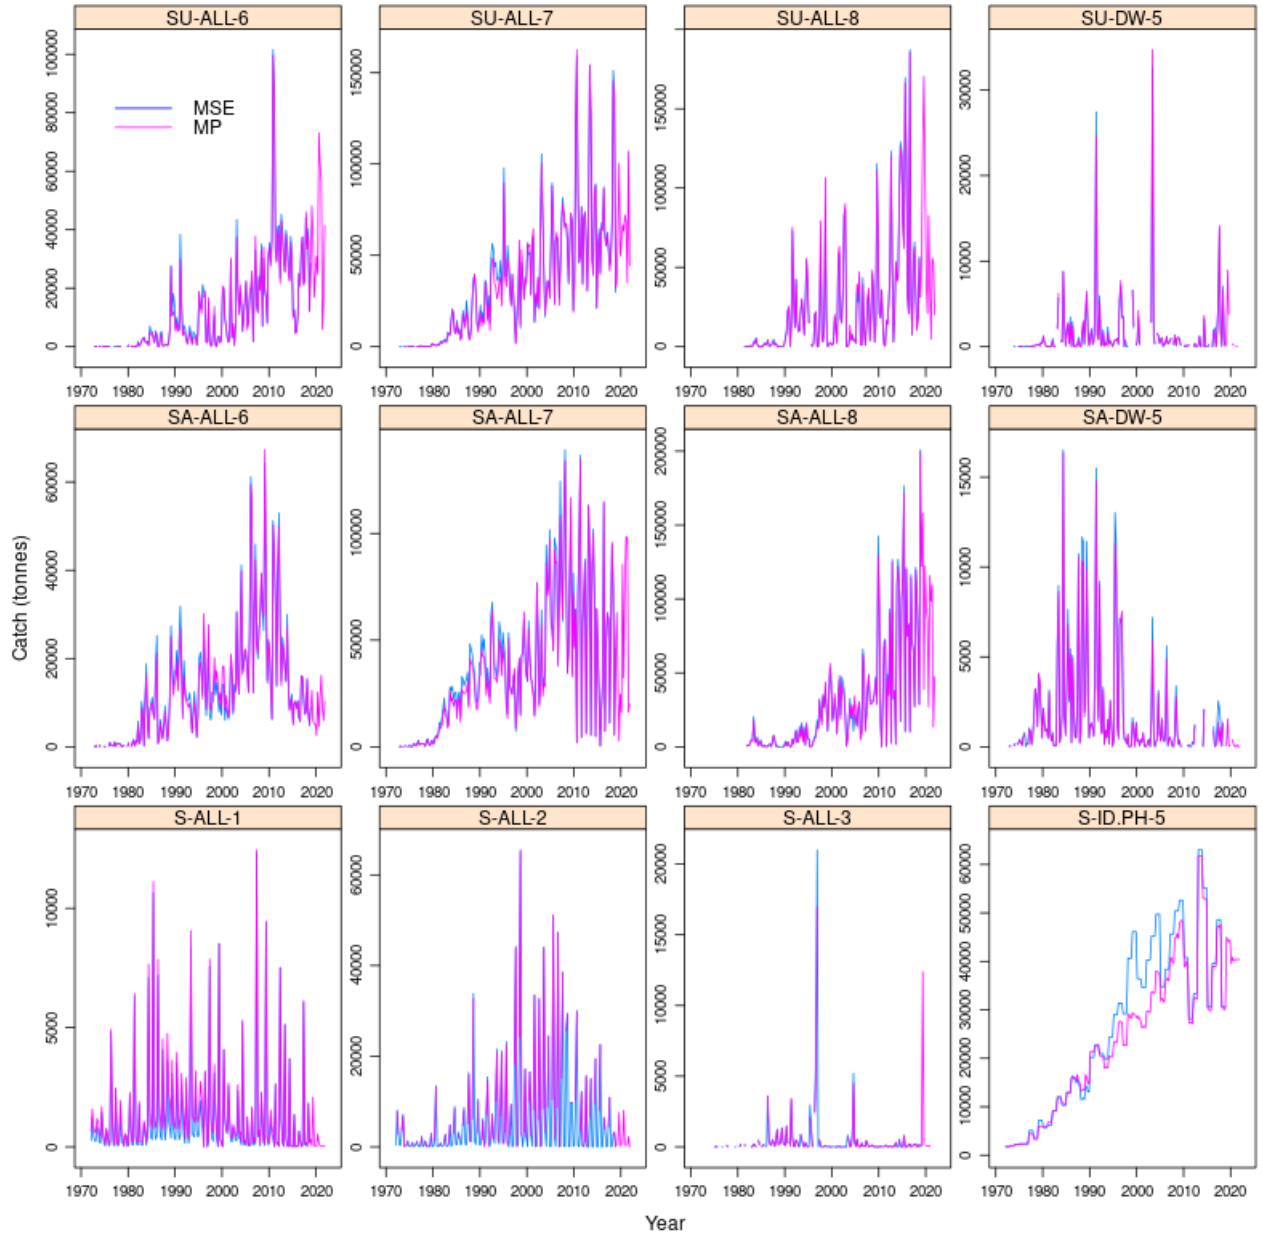 SU-ALL-6 SU-ALL-7 SU-ALL-8 SU-DW-5
MSE
MP
0 20000 40000 60000 80000 100000
0 50000 100000 150000
0 50000 100000 150000
0 10000 20000 30000
1970 1980 1990 2000 2010 2020 1970 1980 1990 2000 2010 2020 1970 1980 1990 2000 2010 2020 1970 1980 1990 2000 2010 2020
SA-ALL-6 SA-ALL-7 SA-ALL-8 SA-DW-5
0 20000 40000 60000
0 50000 100000
0 50000 100000 150000 200000
0 5000 10000 15000
1970 1980 1990 2000 2010 2020 1970 1980 1990 2000 2010 2020 1970 1980 1990 2000 2010 2020 1970 1980 1990 2000 2010 2020
S-ALL-1 S-ALL-2 S-ALL-3 S-ID.PH-5
0 5000 10000
0 20000 40000 60000
0 5000 10000 15000 20000
0 10000 20000 30000 40000 50000 60000
1970 1980 1990 2000 2010 2020 1970 1980 1990 2000 2010 2020 1970 1980 1990 2000 2010 2020 1970 1980 1990 2000 2010 2020
Catch (tonnes)
Year